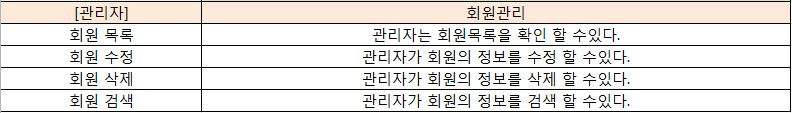 [관리자] 회원관리
회원 목록 관리자는 회원목록을 확인 할 수있다.
회원 수정 관리자가 회원의 정보를 수정 할 수있다.
회원 삭제 관리자가 회원의 정보를 삭제 할 수있다.
회원 검색 관리자가 회원의 정보를 검색 할 수있다.